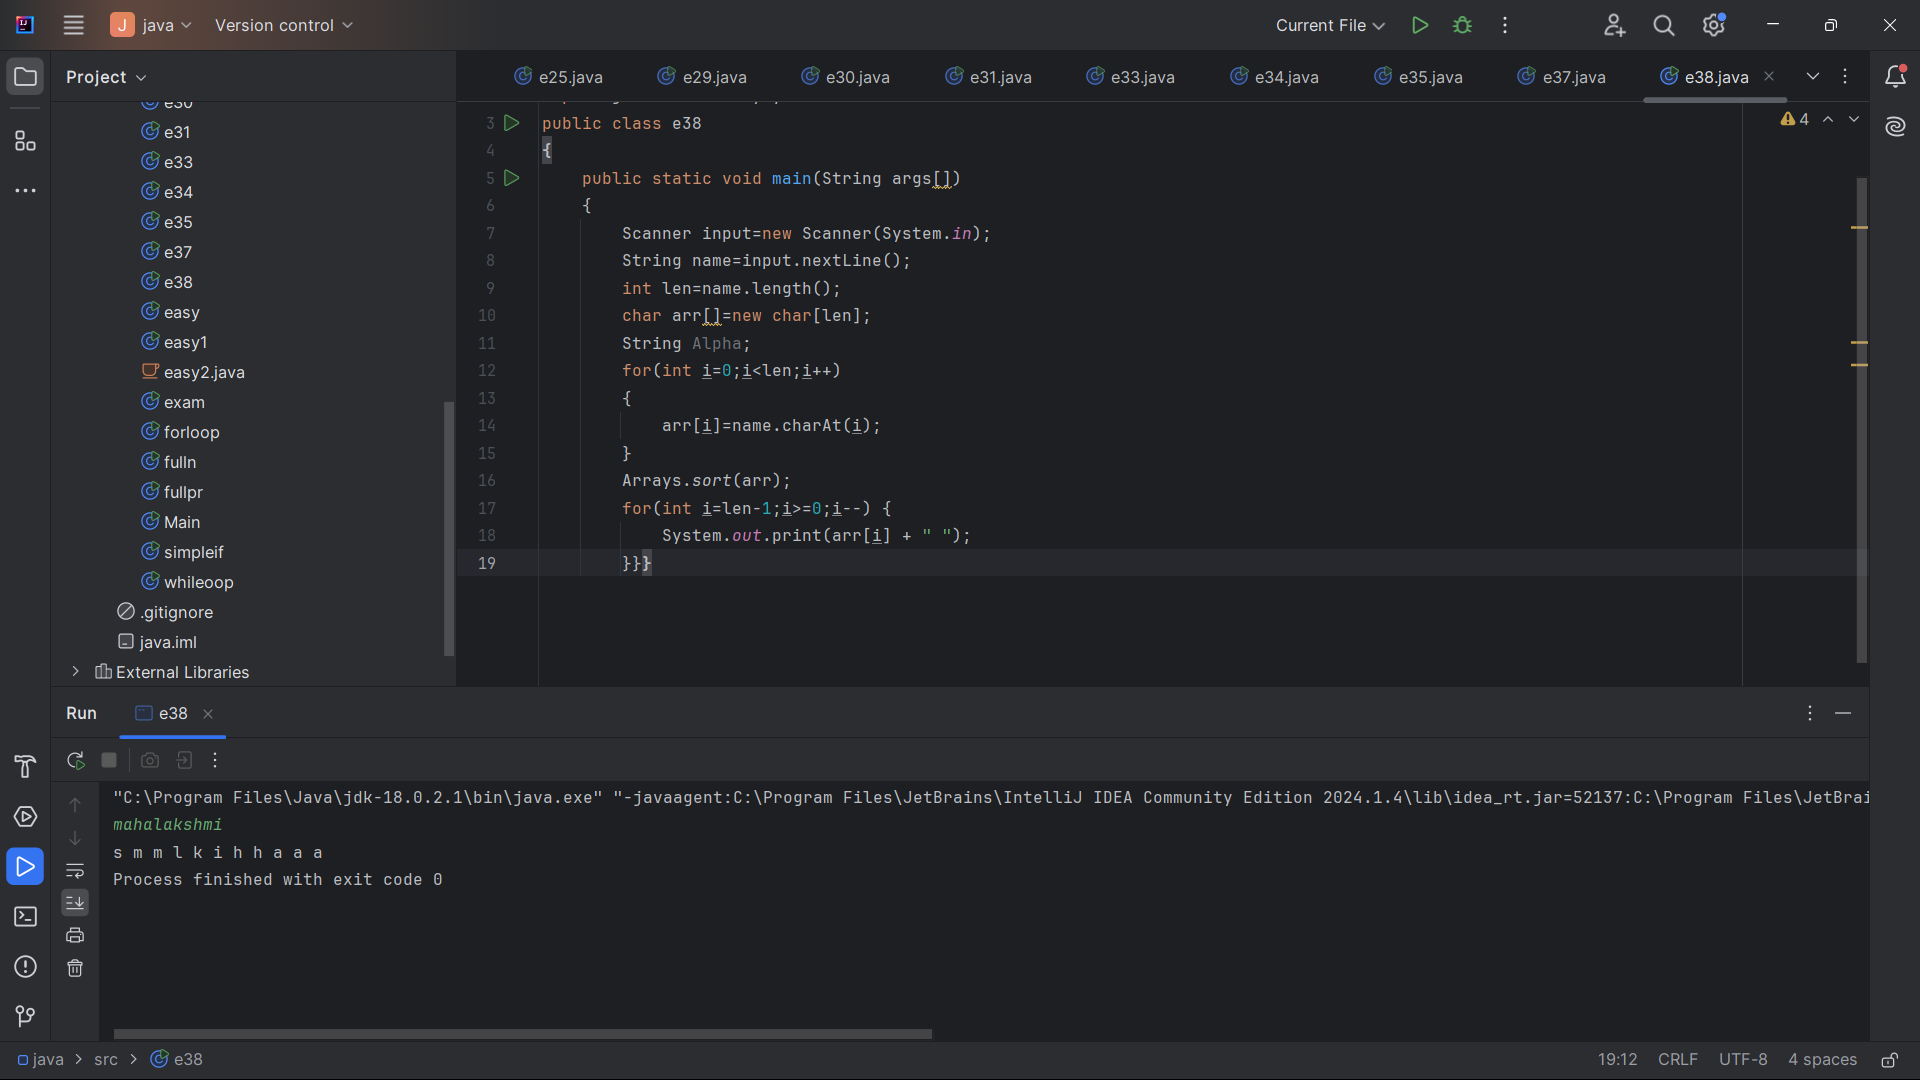 J java Version control Current File
Project e25.java e29.java e30.java e31.java e33.java e34.java e35.java e37.java e38.java
e30
e31
e33
e34
e35
e37
e38
easy
easy1
easy2.java
exam
forloop
fulln
fullpr
Main
simpleif
whileoop
.gitignore
java.iml
External Libraries
4
3 public class e38
4 {
5 public static void main(String args[])
6 {
7 Scanner input=new Scanner(System.in);
8 String name=input.nextLine();
9 int len=name.length();
10 char arr[]=new char[len];
11 String Alpha;
12 for(int i=0;i<len;i++)
13 {
14 arr[i]=name.charAt(i);
15 }
16 Arrays.sort(arr);
17 for(int i=len-1;i>=0;i--) {
18 System.out.print(arr[i] + " ");
19 }}}
Run e38
"C:\Program Files\Java\jdk-18.0.2.1\bin\java.exe" "-javaagent:C:\Program Files\JetBrains\IntelliJ IDEA Community Edition 2024.1.4\lib\idea_rt.jar=52137:C:\Program Files\JetBrai
mahalakshmi
s m m l k i h h a a a
Process finished with exit code 0
java > src > e38 19:12 CRLF UTF-8 4 spaces